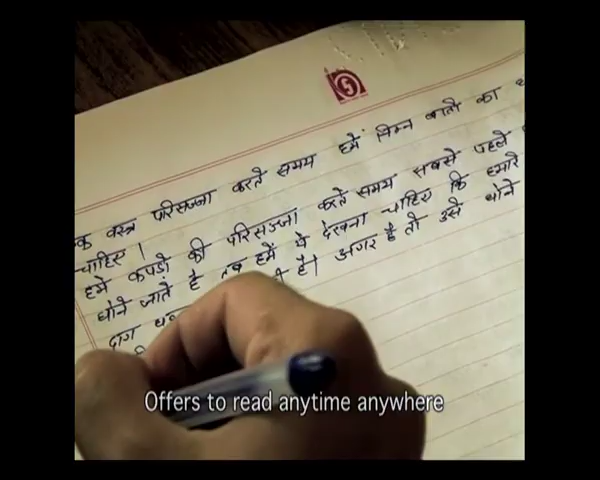 वस्त्र परिसज्जा करते समय हमें निम्न बातो का
चाहिए।
हमें कपडो की परिसज्जा करते समय सबसे पहले
धोने जाते है तब हमें ये देखना चाहिए कि हमारे
दाग है। अगर है तो उसे धोने
Offers to read anytime anywhere